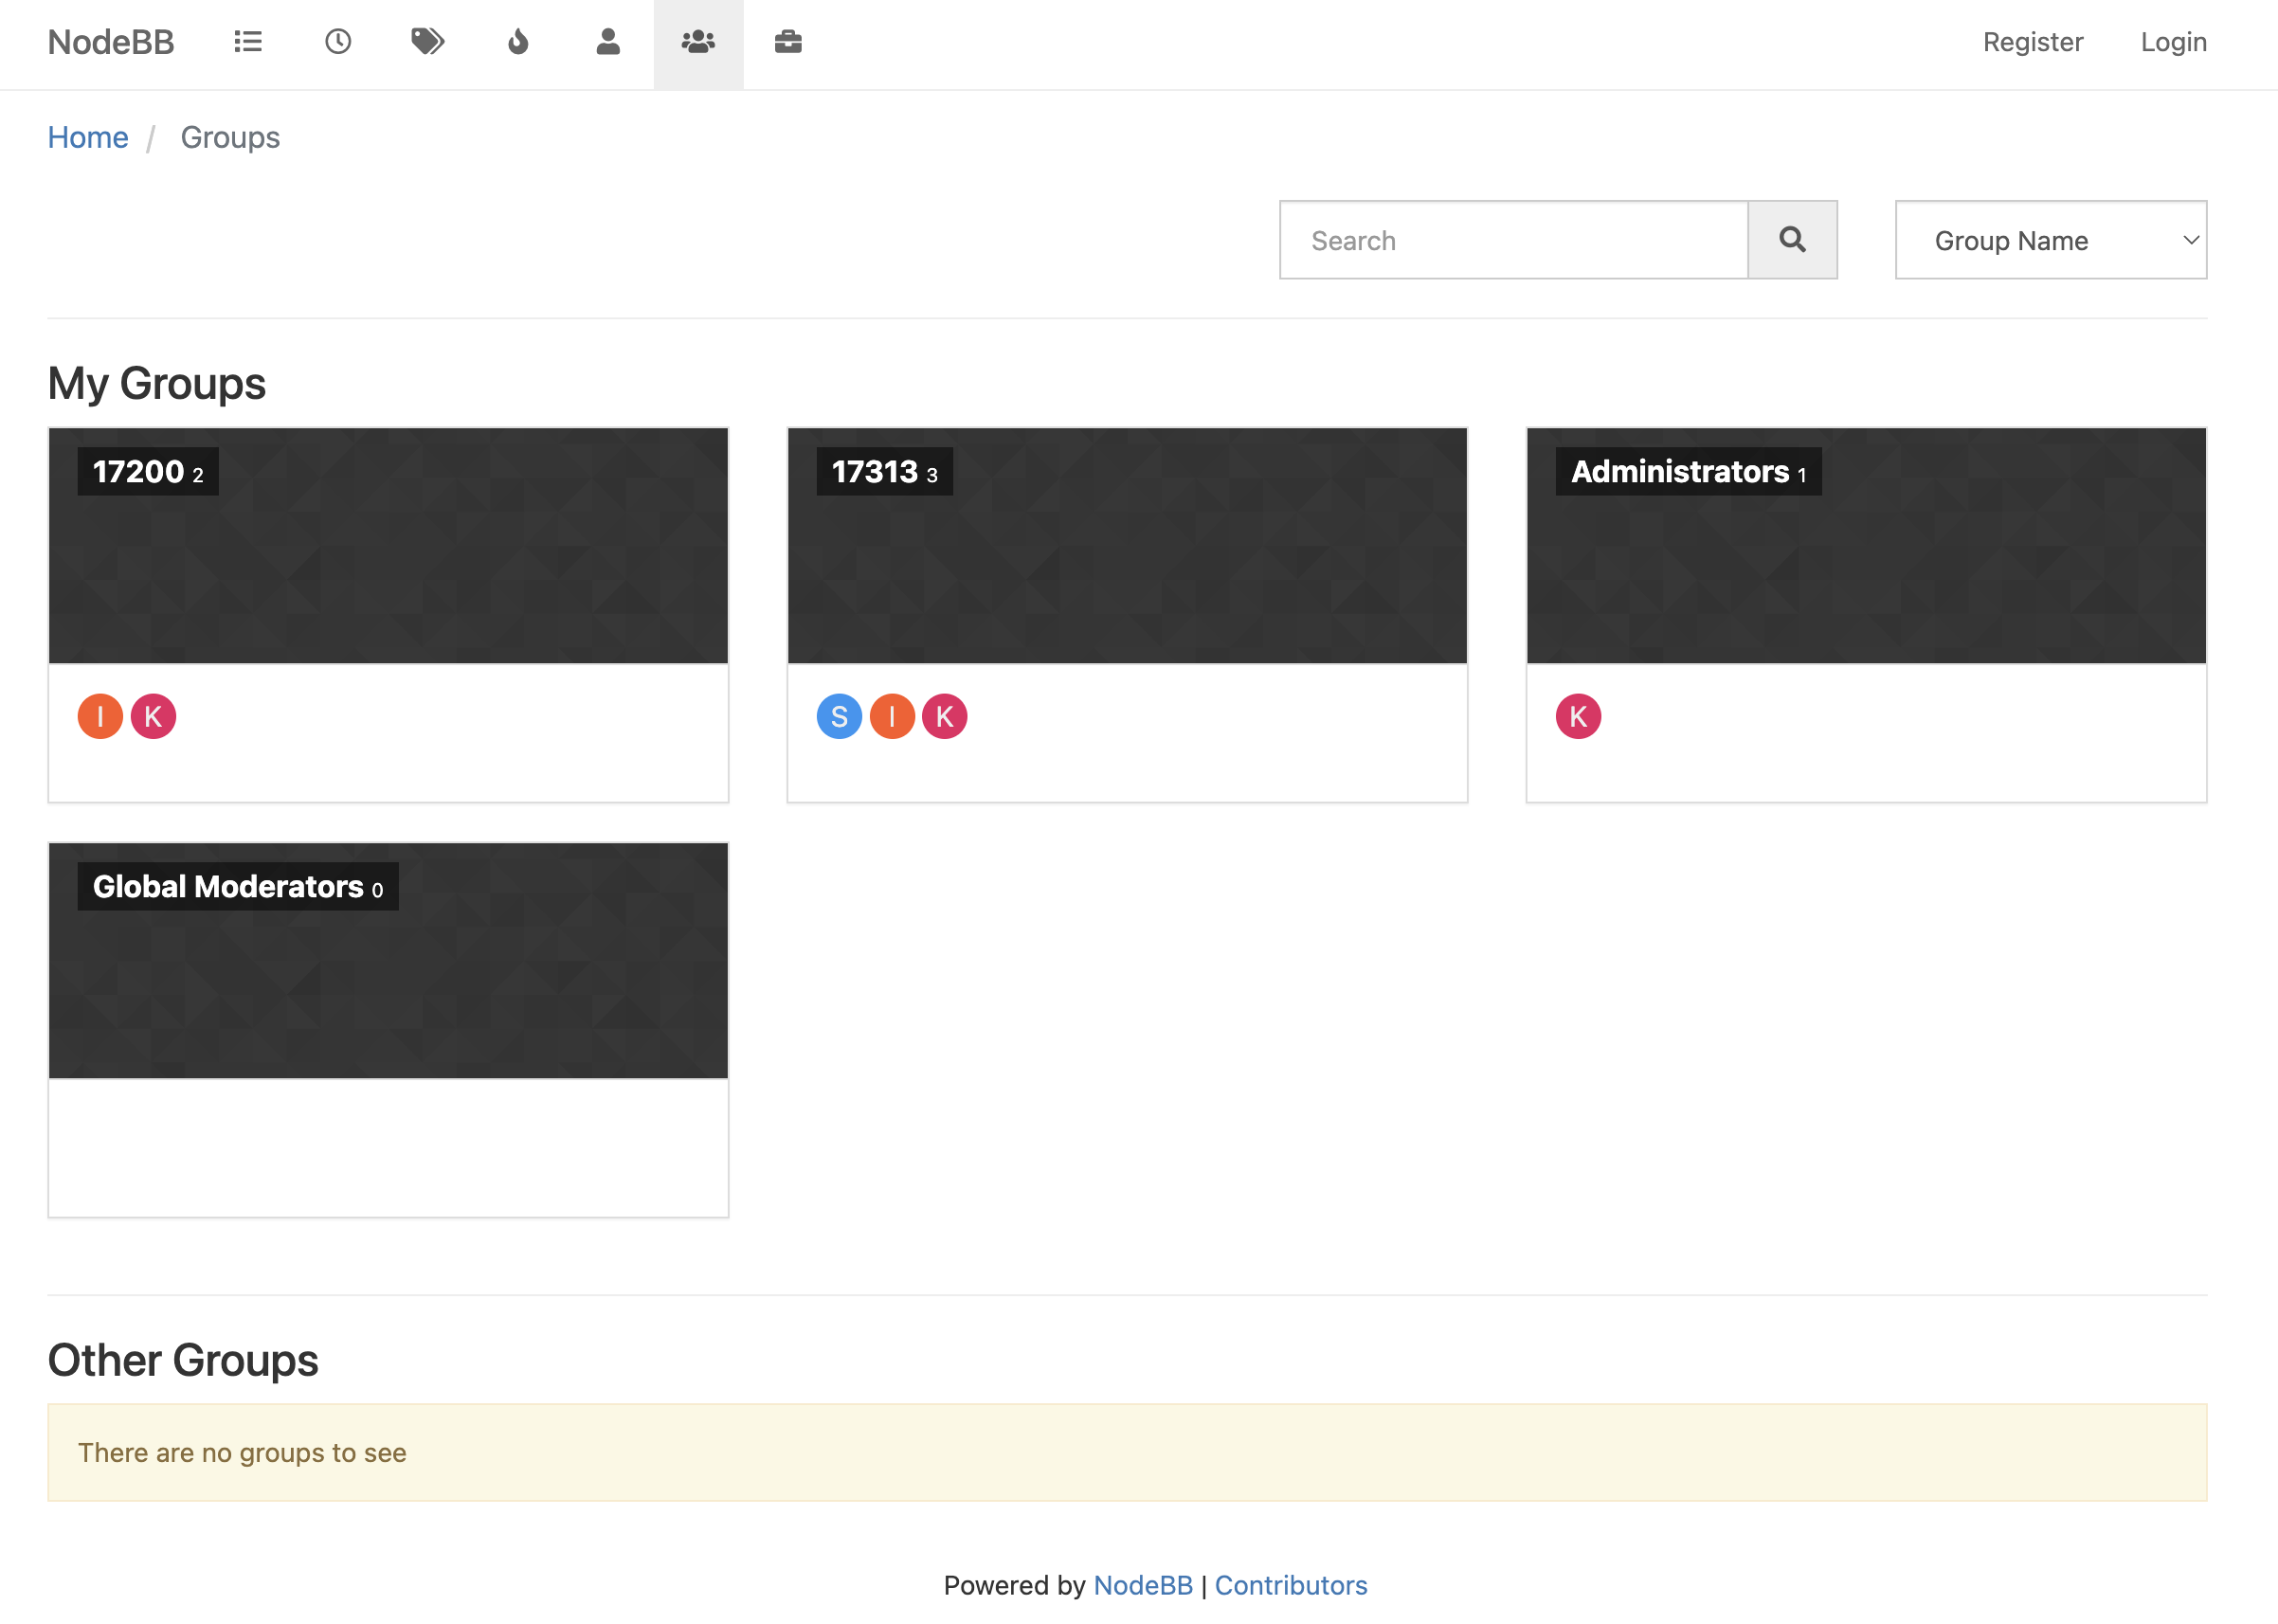 NodeBB Register Login
Home / Groups
Search Group Name
My Groups
17200 2 17313 3 Administrators 1
I K S I K K
Global Moderators 0
Other Groups
There are no groups to see
Powered by NodeBB | Contributors